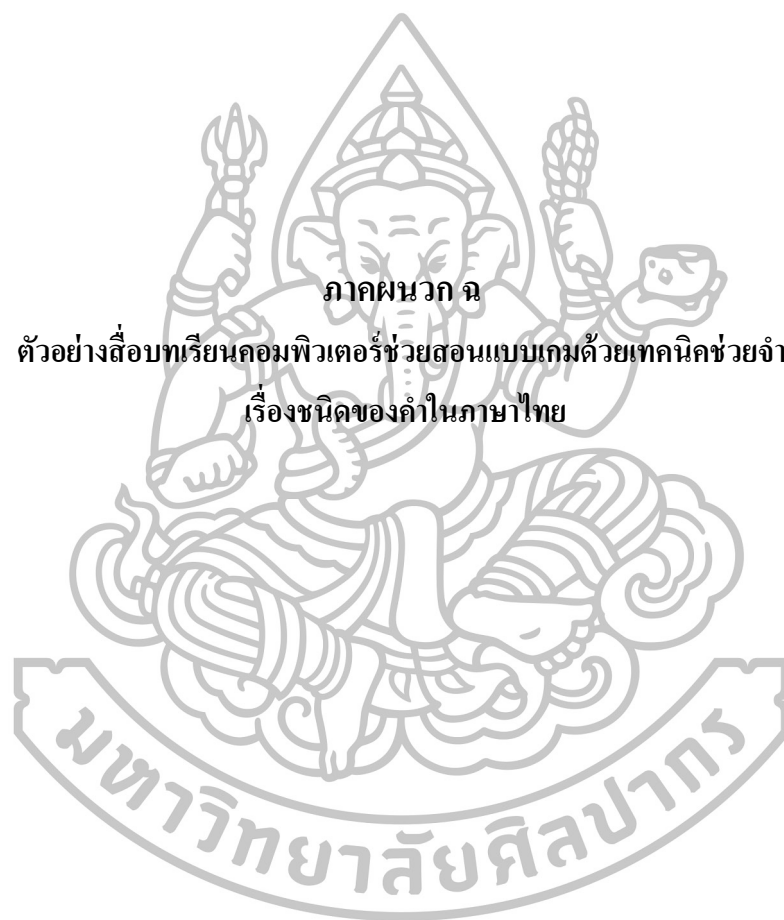 ภาคผนวก ฉ
ตัวอย่างสื่อบทเรียนคอมพิวเตอร์ช่วยสอนแบบเกมด้วยเทคนิคช่วยจำ
เรื่องชนิดของคำในภาษาไทย
มหาวิทยาลัยศิลปากร